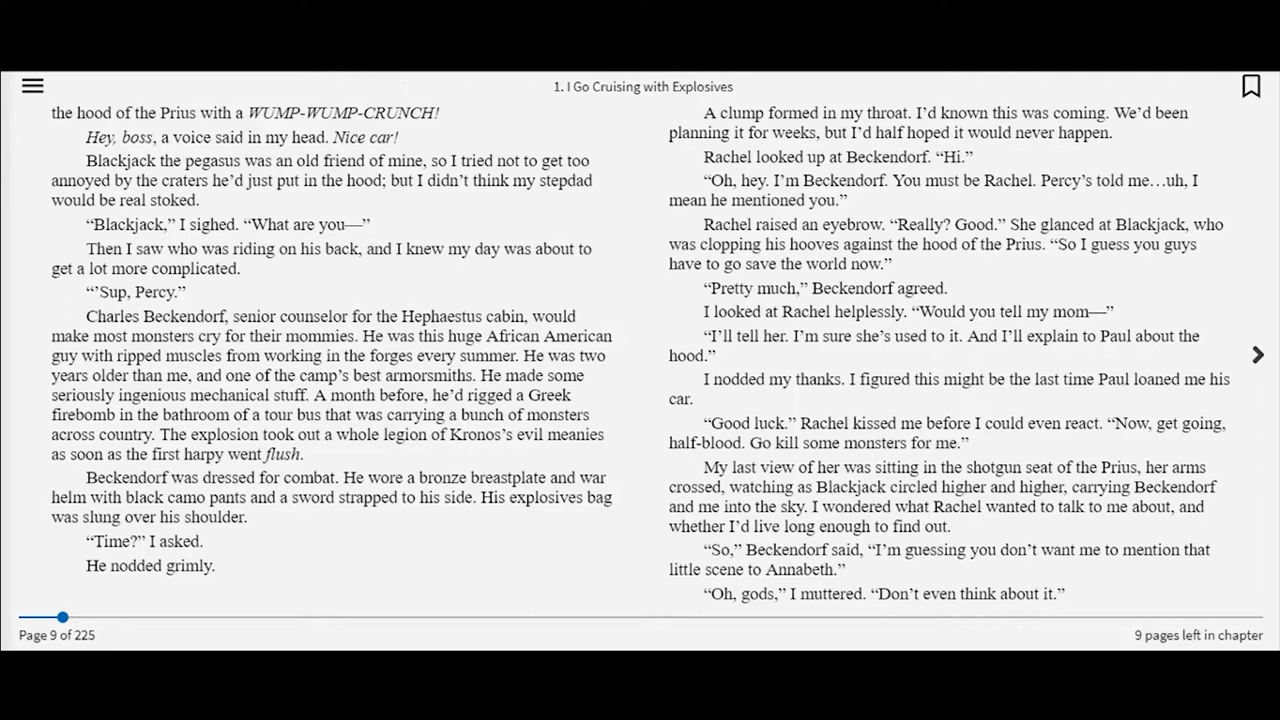 1. I Go Cruising with Explosives
the hood of the Prius with a WUMP-WUMP-CRUNCH!
Hey, boss, a voice said in my head. Nice car!
Blackjack the pegasus was an old friend of mine, so I tried not to get too
annoyed by the craters he’d just put in the hood; but I didn’t think my stepdad
would be real stoked.
“Blackjack,” I sighed. “What are you—”
Then I saw who was riding on his back, and I knew my day was about to
get a lot more complicated.
“’Sup, Percy.”
Charles Beckendorf, senior counselor for the Hephaestus cabin, would
make most monsters cry for their mommies. He was this huge African American
guy with ripped muscles from working in the forges every summer. He was two
years older than me, and one of the camp’s best armorsmiths. He made some
seriously ingenious mechanical stuff. A month before, he’d rigged a Greek
firebomb in the bathroom of a tour bus that was carrying a bunch of monsters
across country. The explosion took out a whole legion of Kronos’s evil meanies
as soon as the first harpy went flush.
Beckendorf was dressed for combat. He wore a bronze breastplate and war
helm with black camo pants and a sword strapped to his side. His explosives bag
was slung over his shoulder.
“Time?” I asked.
He nodded grimly.
A clump formed in my throat. I’d known this was coming. We’d been
planning it for weeks, but I’d half hoped it would never happen.
Rachel looked up at Beckendorf. “Hi.”
“Oh, hey. I’m Beckendorf. You must be Rachel. Percy’s told me…uh, I
mean he mentioned you.”
Rachel raised an eyebrow. “Really? Good.” She glanced at Blackjack, who
was clopping his hooves against the hood of the Prius. “So I guess you guys
have to go save the world now.”
“Pretty much,” Beckendorf agreed.
I looked at Rachel helplessly. “Would you tell my mom—”
“I’ll tell her. I’m sure she’s used to it. And I’ll explain to Paul about the
hood.”
I nodded my thanks. I figured this might be the last time Paul loaned me his
car.
“Good luck.” Rachel kissed me before I could even react. “Now, get going,
half-blood. Go kill some monsters for me.”
My last view of her was sitting in the shotgun seat of the Prius, her arms
crossed, watching as Blackjack circled higher and higher, carrying Beckendorf
and me into the sky. I wondered what Rachel wanted to talk to me about, and
whether I’d live long enough to find out.
“So,” Beckendorf said, “I’m guessing you don’t want me to mention that
little scene to Annabeth.”
“Oh, gods,” I muttered. “Don’t even think about it.”
Page 9 of 225
9 pages left in chapter